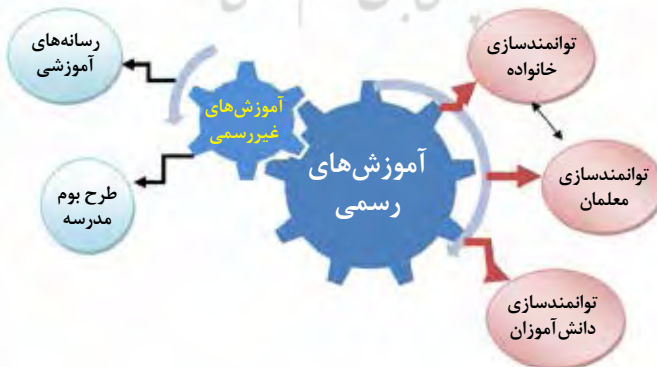 توانمندسازی
خانواده
توانمندسازی
معلمان
توانمندسازی
دانش‌آموزان
آموزش‌های
رسمی
آموزش‌های
غیررسمی
رسانه‌های
آموزشی
طرح بوم
مدرسه